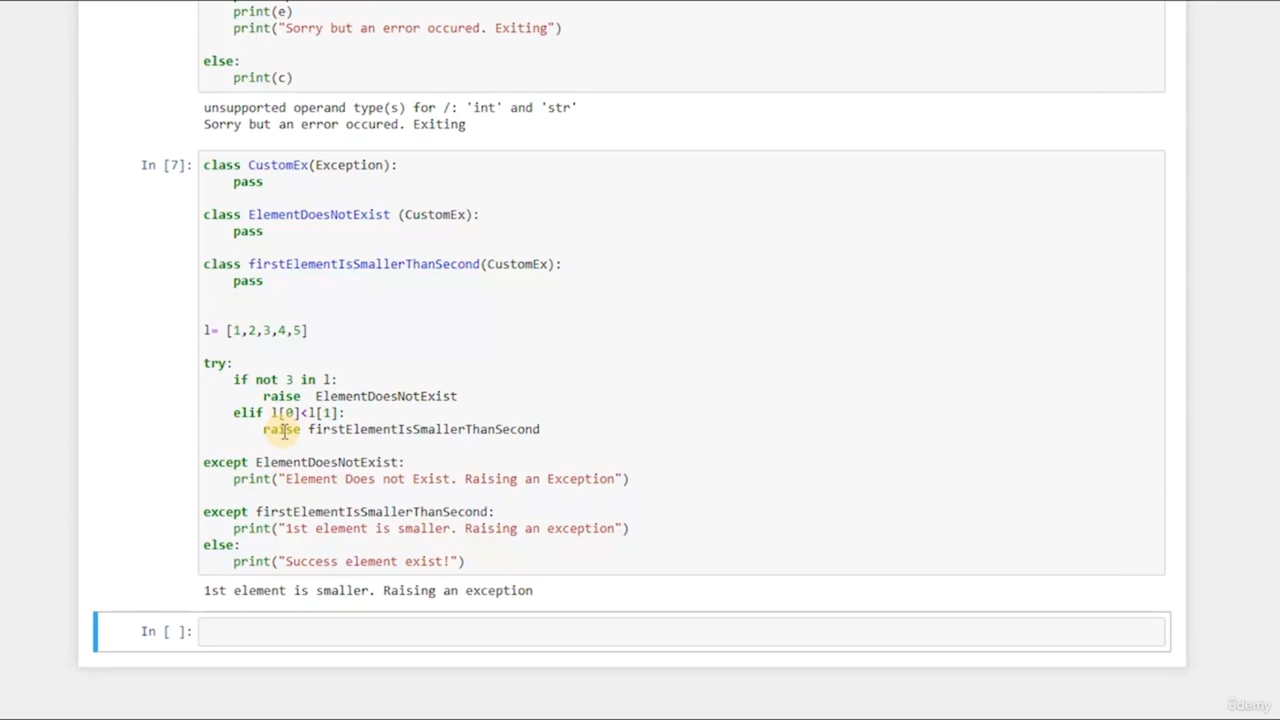 print(e)
print("Sorry but an error occured. Exiting")
else:
print(c)
unsupported operand type(s) for /: 'int' and 'str'
Sorry but an error occured. Exiting
In [7]:
class CustomEx(Exception):
pass
class ElementDoesNotExist (CustomEx):
pass
class firstElementIsSmallerThanSecond(CustomEx):
pass
l= [1,2,3,4,5]
try:
if not 3 in l:
raise  ElementDoesNotExist
elif l[0]<l[1]:
raise firstElementIsSmallerThanSecond
except ElementDoesNotExist:
print("Element Does not Exist. Raising an Exception")
except firstElementIsSmallerThanSecond:
print("1st element is smaller. Raising an exception")
else:
print("Success element exist!")
1st element is smaller. Raising an exception
In [ ]:
ûdemy